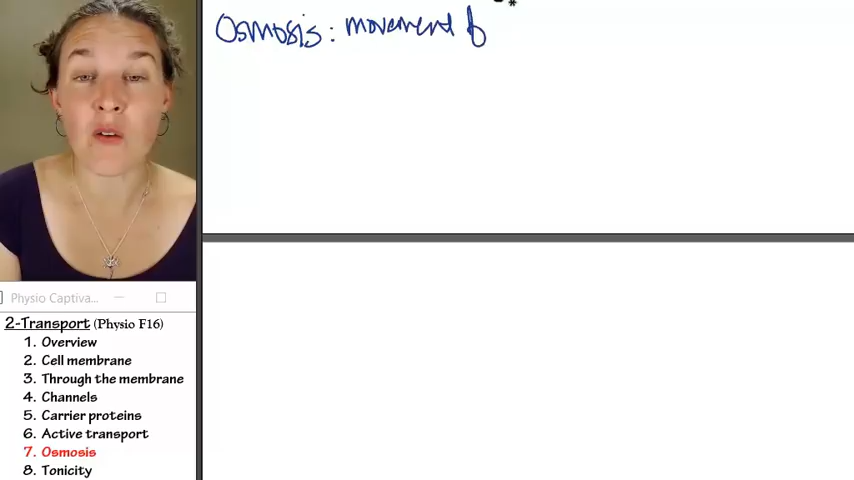 Osmosis: movement
Physio Captiva...
2-Transport (Physio F16)
1. Overview
2. Cell membrane
3. Through the membrane
4. Channels
5. Carrier proteins
6. Active transport
7. Osmosis
8. Tonicity